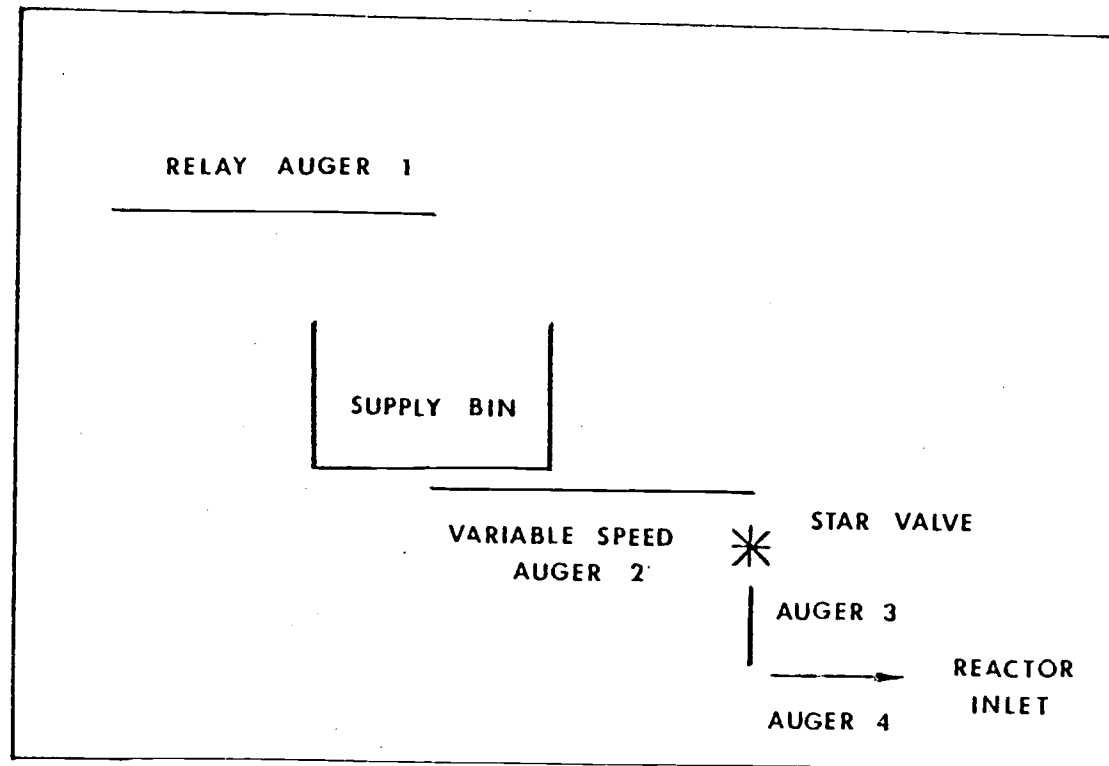 RELAY AUGER 1
SUPPLY BIN
VARIABLE SPEED
AUGER 2
STAR VALVE
AUGER 3
REACTOR
INLET
AUGER 4